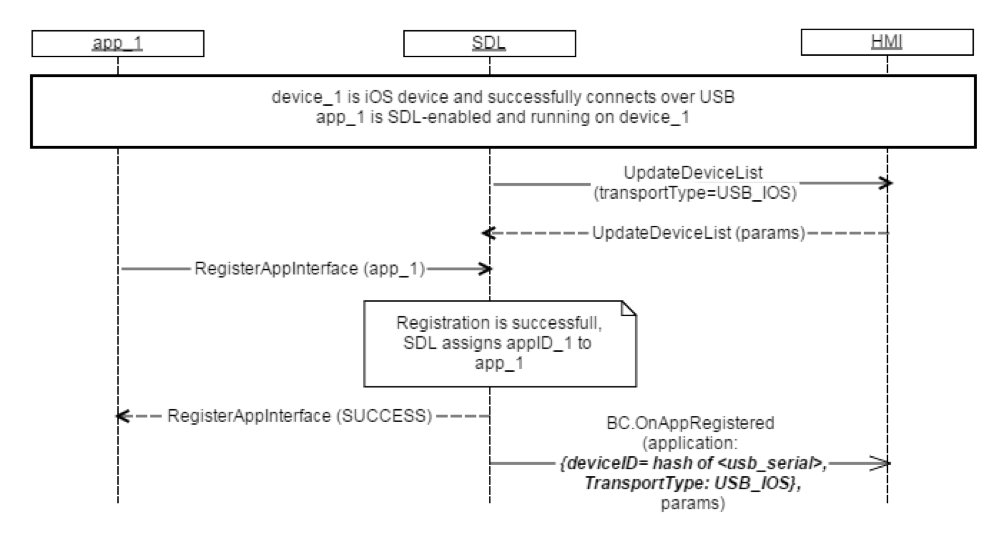 app_1
SDL
HMI
device_1 is iOS device and successfully connects over USB
app_1 is SDL-enabled and running on device_1
UpdateDeviceList
(transportType=USB_IOS)
UpdateDeviceList (params)
RegisterAppInterface (app_1)
Registration is successfull,
SDL assigns appID_1 to
app_1
RegisterAppInterface (SUCCESS)
BC.OnAppRegistered
(application:
{deviceID= hash of <usb_serial>,
TransportType: USB_IOS},
params)